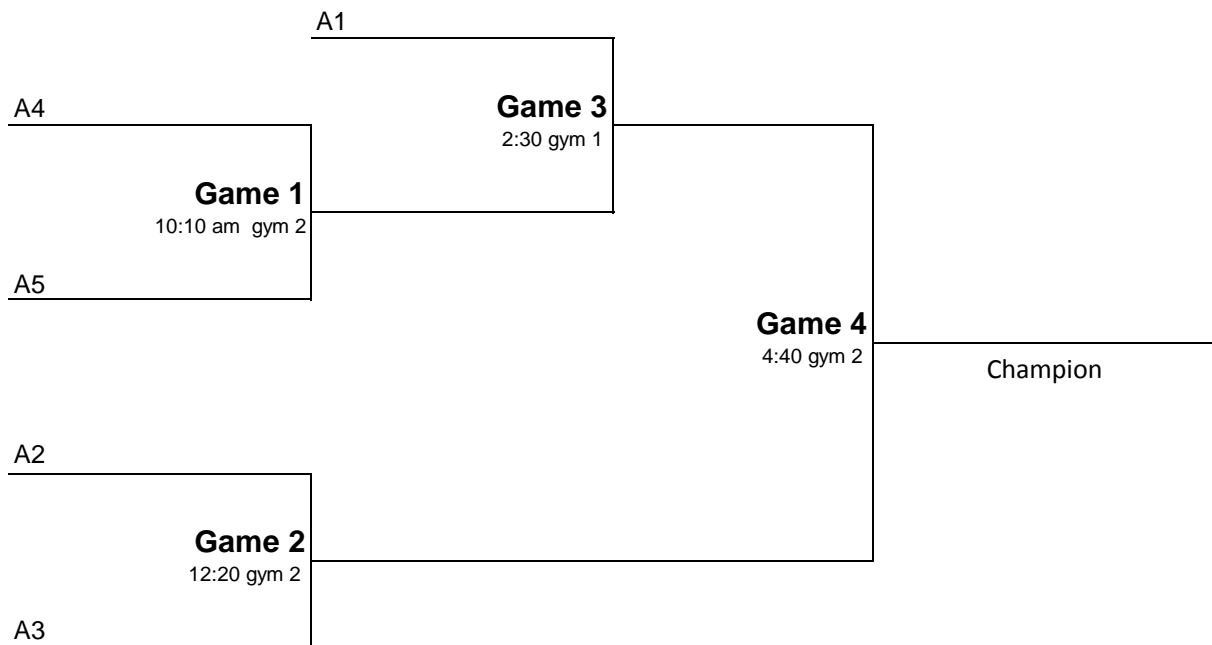 A1
A4
Game 3
2:30 gym 1
Game 1
10:10 am  gym 2
A5
Game 4
4:40 gym 2
Champion
A2
Game 2
12:20 gym 2
A3